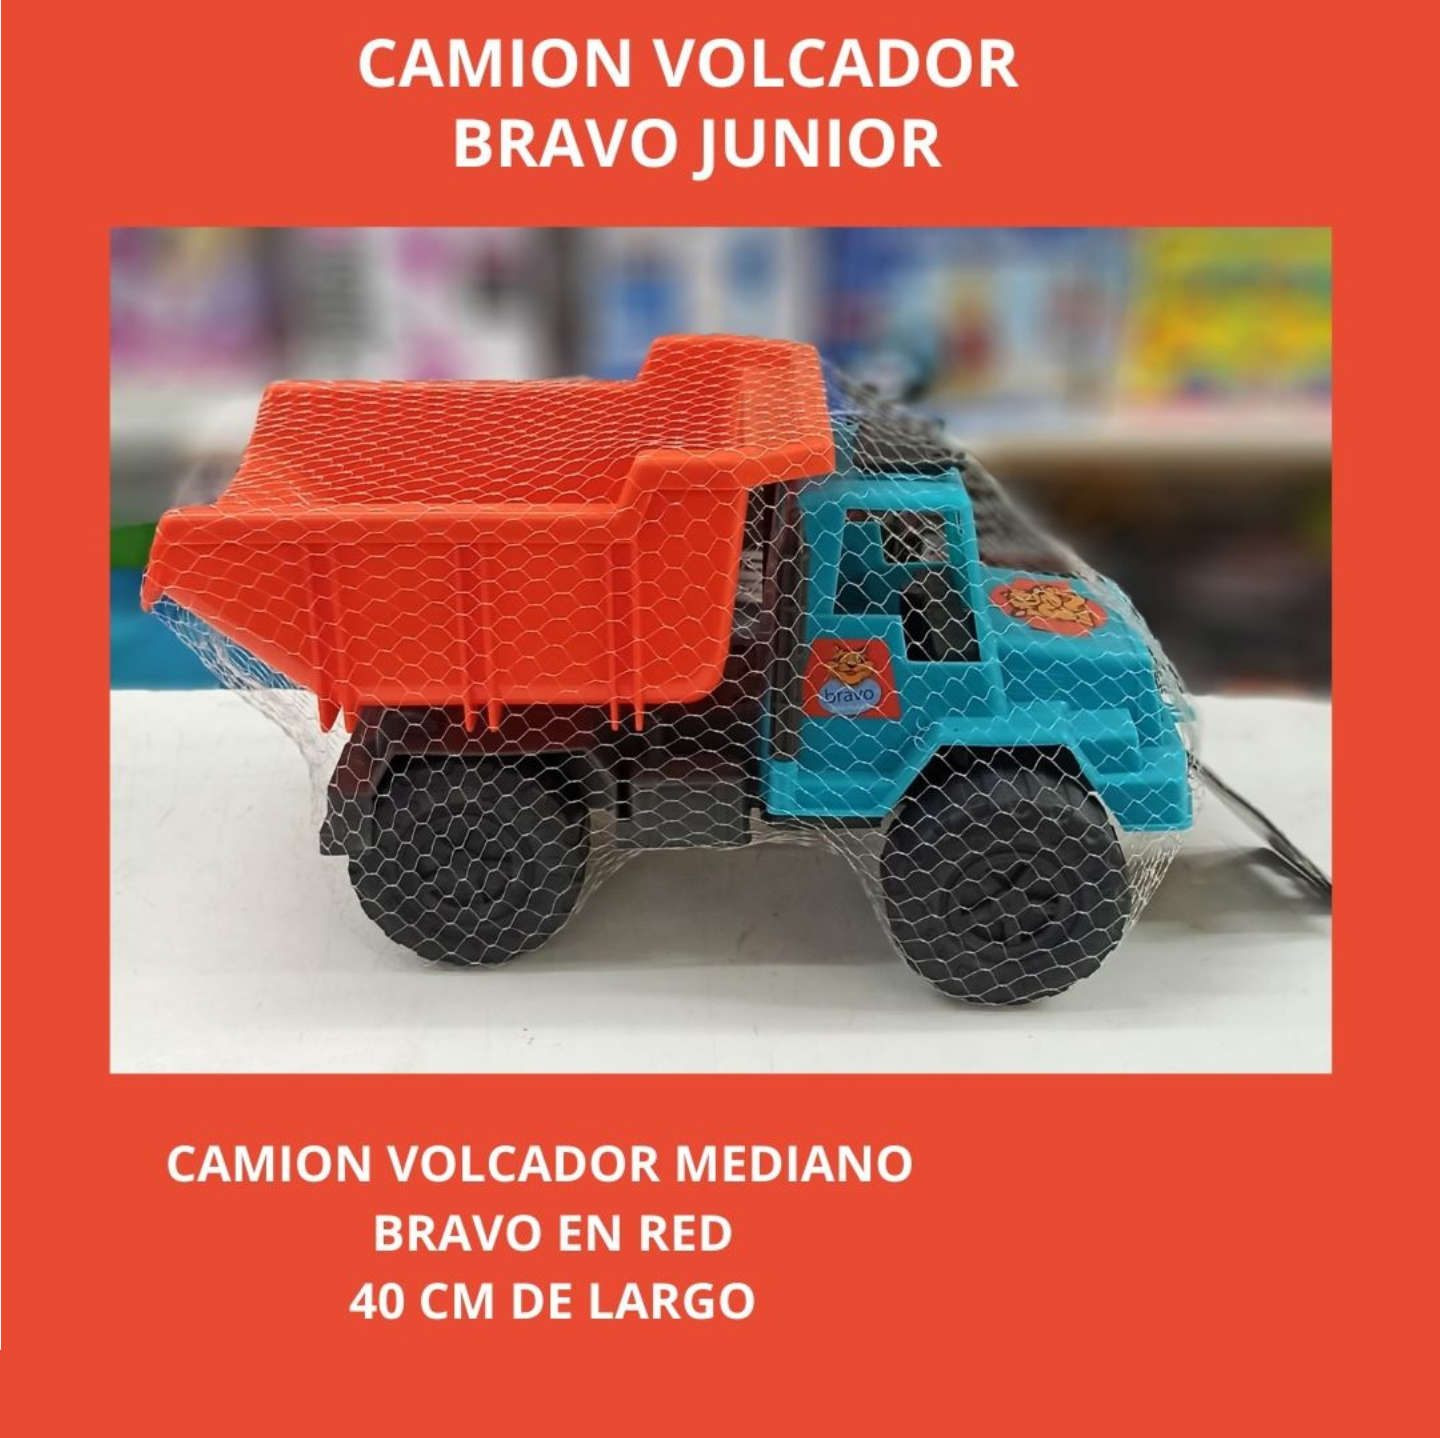 CAMION VOLCADOR
BRAVO JUNIOR
bravo
CAMION VOLCADOR MEDIANO
BRAVO EN RED
40 CM DE LARGO